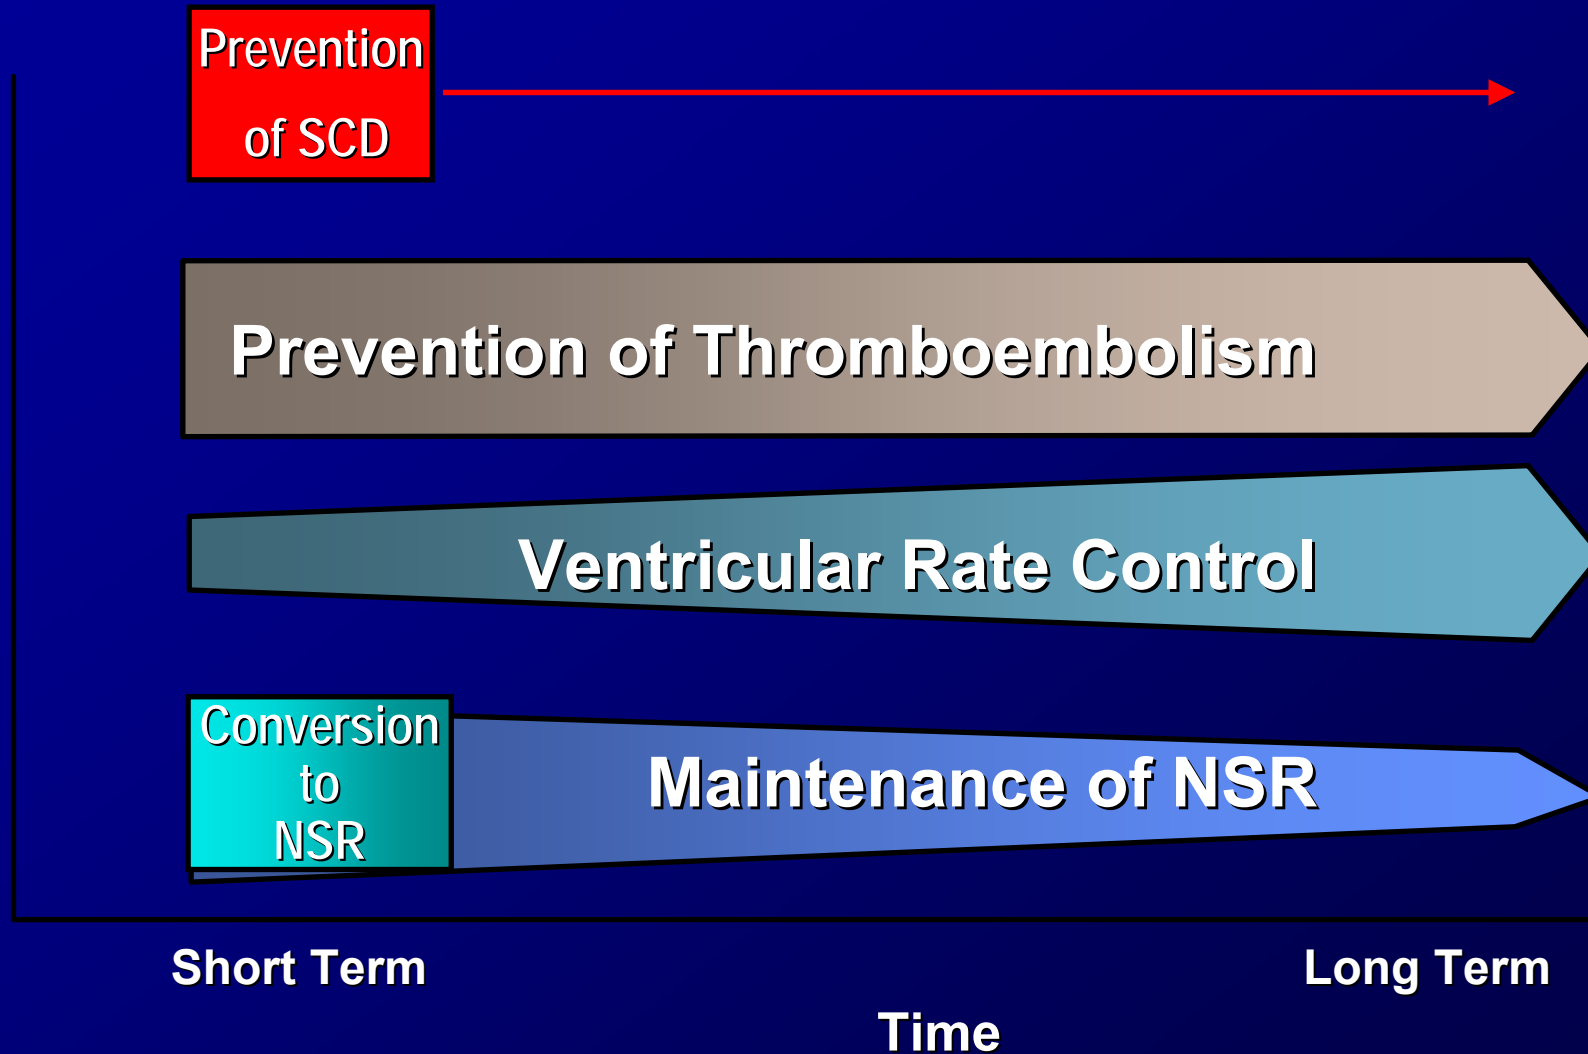 Prevention
of SCD
Prevention of Thromboembolism
Ventricular Rate Control
Conversion
to
NSR
Maintenance of NSR
Short Term
Long Term
Time